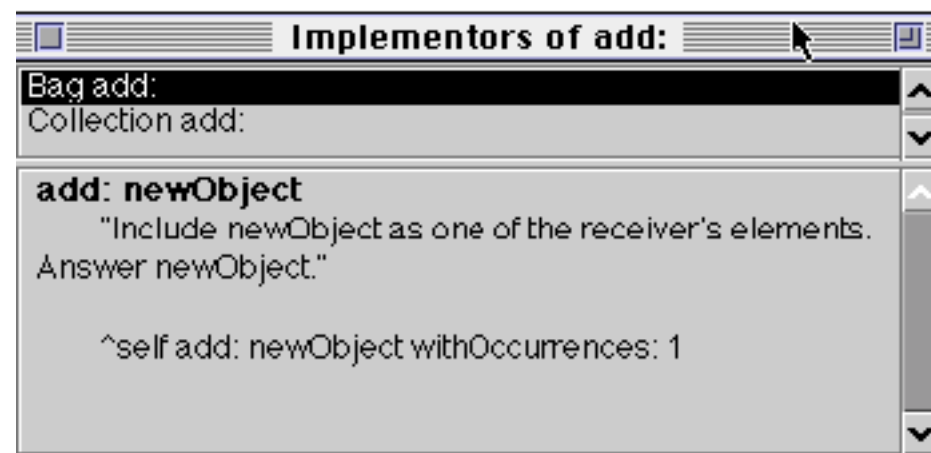 Implementors of add:
Bag add:
Collection add:
add: newObject
"Include newObject as one of the receiver's elements.
Answer newObject."
^self add: newObject withOccurrences: 1